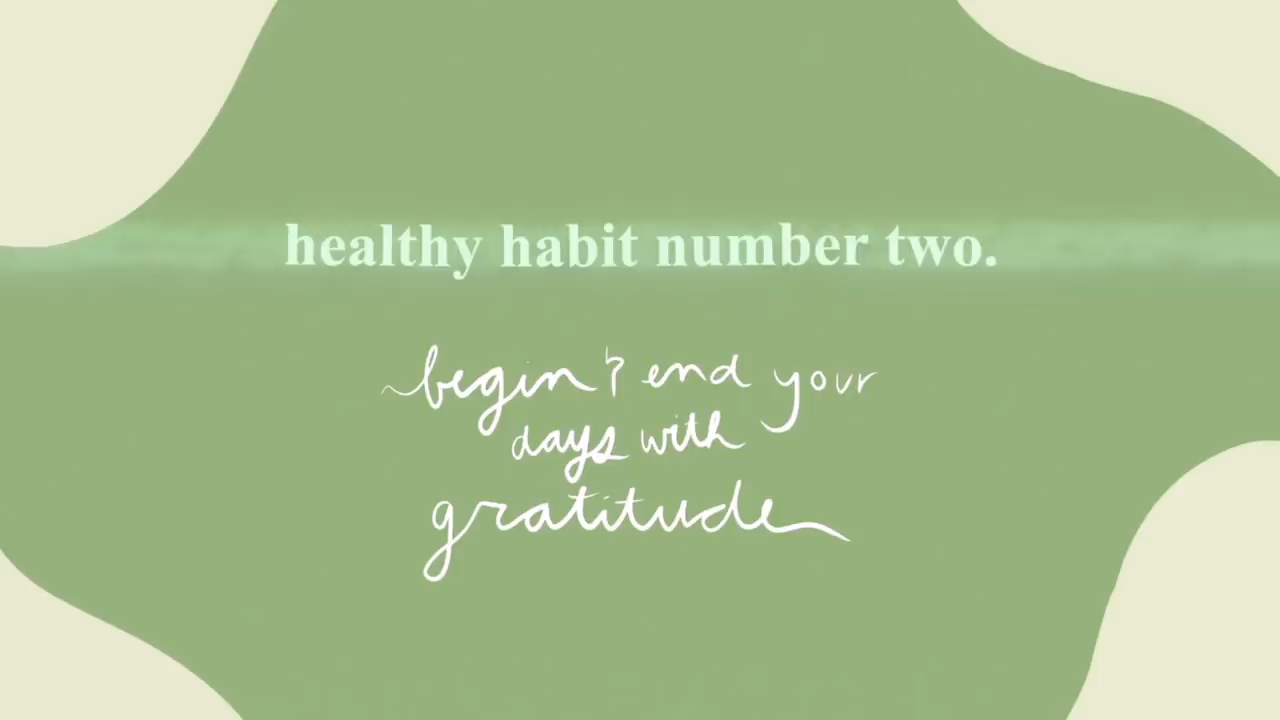 healthy habit number two.
begin & end your
days with
gratitude